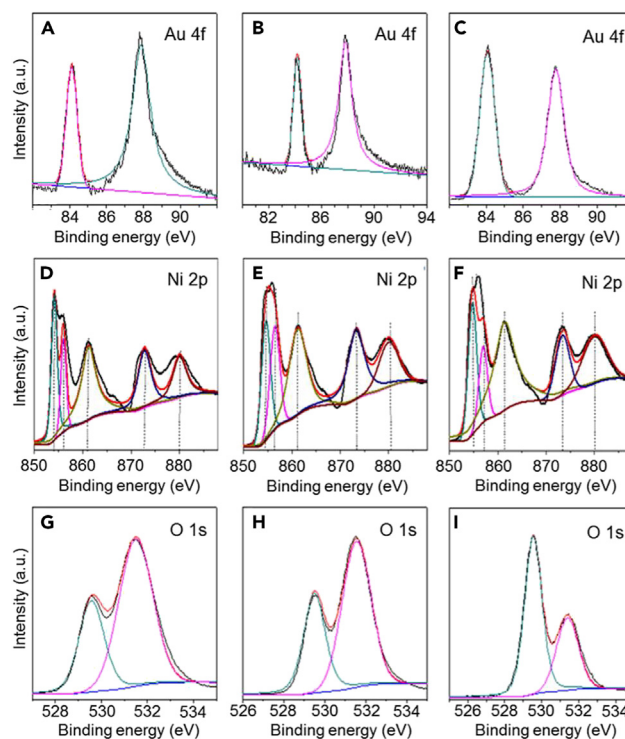 A
Au 4f
B
Au 4f
C
Au 4f
Intensity (a.u.)
84 86 88 90
82 84 86 88 90 94
84 86 88 90
Binding energy (eV)
Binding energy (eV)
Binding energy (eV)
D
Ni 2p
E
Ni 2p
F
Ni 2p
Intensity (a.u.)
850 860 870 880
850 860 870 880
850 860 870 880
Binding energy (eV)
Binding energy (eV)
Binding energy (eV)
G
O 1s
H
O 1s
I
O 1s
Intensity (a.u.)
528 530 532 534
526 528 530 532 534
526 528 530 532 534
Binding energy (eV)
Binding energy (eV)
Binding energy (eV)